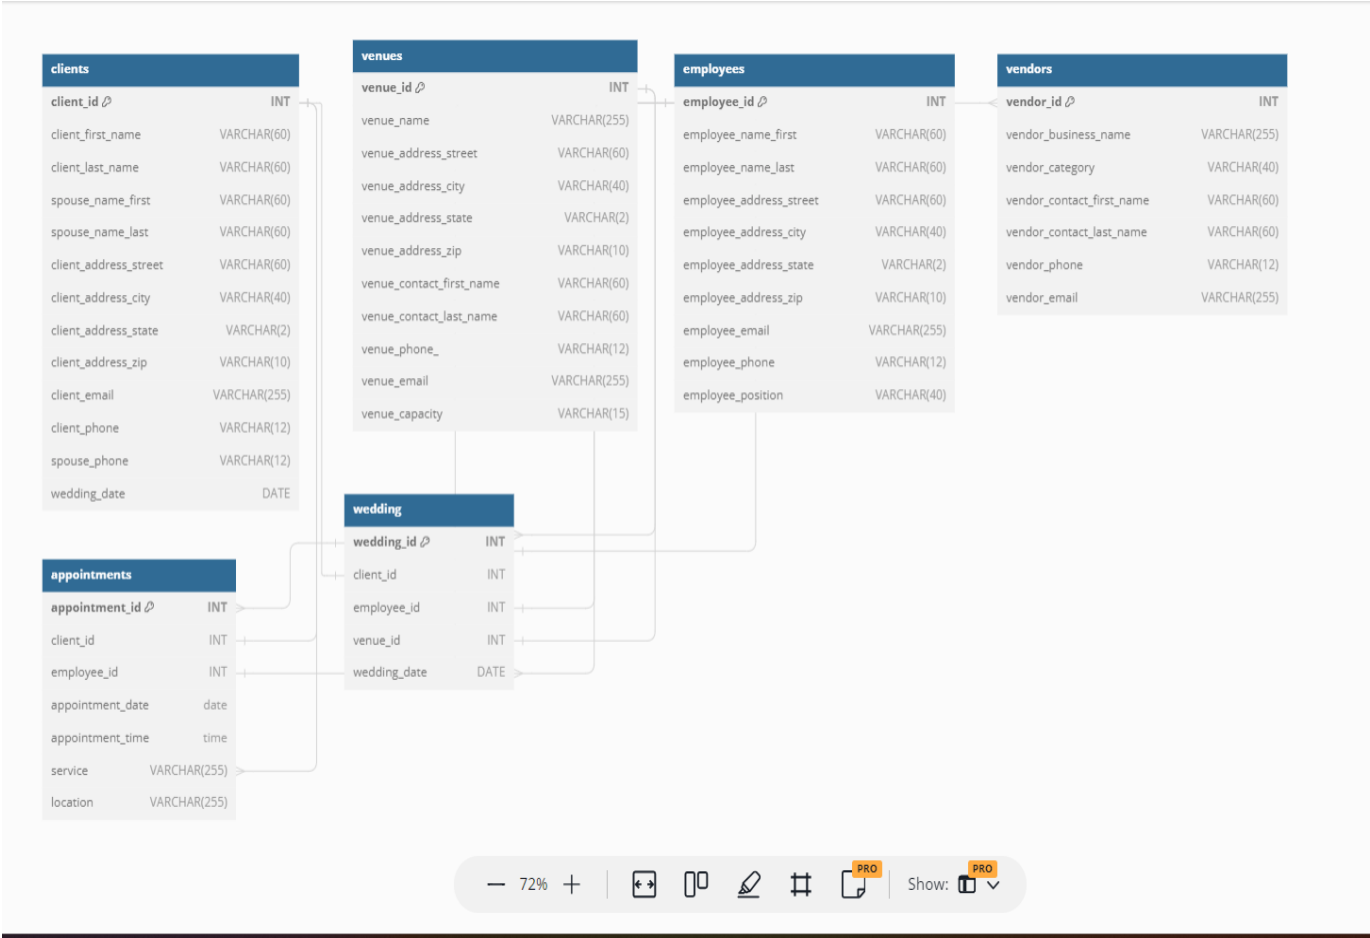 clients
client_id INT
client_first_name VARCHAR(60)
client_last_name VARCHAR(60)
spouse_name_first VARCHAR(60)
spouse_name_last VARCHAR(60)
client_address_street VARCHAR(60)
client_address_city VARCHAR(40)
client_address_state VARCHAR(2)
client_address_zip VARCHAR(10)
client_email VARCHAR(255)
client_phone VARCHAR(12)
spouse_phone VARCHAR(12)
wedding_date DATE
venues
venue_id INT
venue_name VARCHAR(255)
venue_address_street VARCHAR(60)
venue_address_city VARCHAR(40)
venue_address_state VARCHAR(2)
venue_address_zip VARCHAR(10)
venue_contact_first_name VARCHAR(60)
venue_contact_last_name VARCHAR(60)
venue_phone_ VARCHAR(12)
venue_email VARCHAR(255)
venue_capacity VARCHAR(15)
employees
employee_id INT
employee_name_first VARCHAR(60)
employee_name_last VARCHAR(60)
employee_address_street VARCHAR(60)
employee_address_city VARCHAR(40)
employee_address_state VARCHAR(2)
employee_address_zip VARCHAR(10)
employee_email VARCHAR(255)
employee_phone VARCHAR(12)
employee_position VARCHAR(40)
vendors
vendor_id INT
vendor_business_name VARCHAR(255)
vendor_category VARCHAR(40)
vendor_contact_first_name VARCHAR(60)
vendor_contact_last_name VARCHAR(60)
vendor_phone VARCHAR(12)
vendor_email VARCHAR(255)
wedding
wedding_id INT
client_id INT
employee_id INT
venue_id INT
wedding_date DATE
appointments
appointment_id INT
client_id INT
employee_id INT
appointment_date date
appointment_time time
service VARCHAR(255)
location VARCHAR(255)
72%
PRO
Show:
PRO